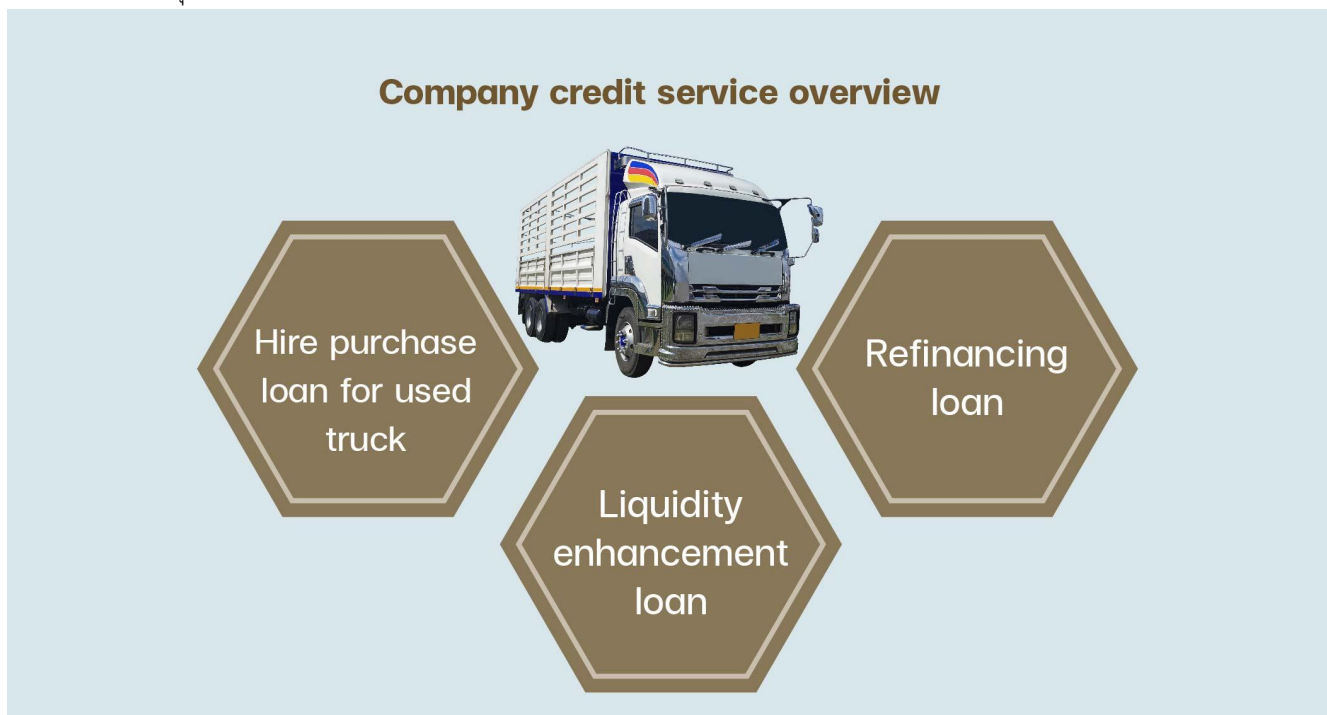 Company credit service overview
Hire purchase
loan for used
truck
Refinancing
loan
Liquidity
enhancement
loan